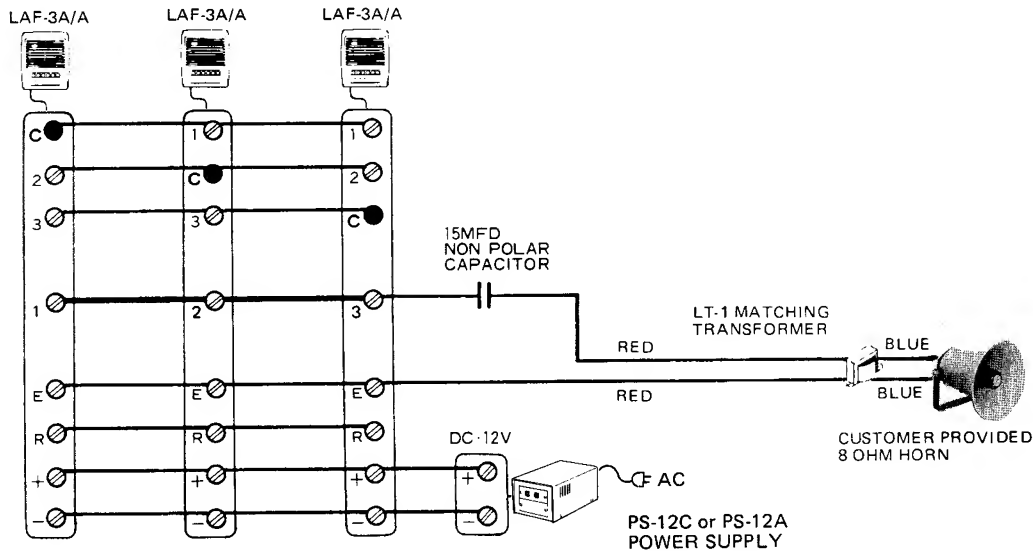 LAF-3A/A LAF-3A/A LAF-3A/A
C 1 1
2 C 2
3 3 C
15MFD
NON POLAR
CAPACITOR
1 2 3
LT-1 MATCHING
TRANSFORMER
RED BLUE
E E E
RED BLUE
R R R
DC-12V
CUSTOMER PROVIDED
8 OHM HORN
+ + + +
AC
- - - -
PS-12C or PS-12A
POWER SUPPLY